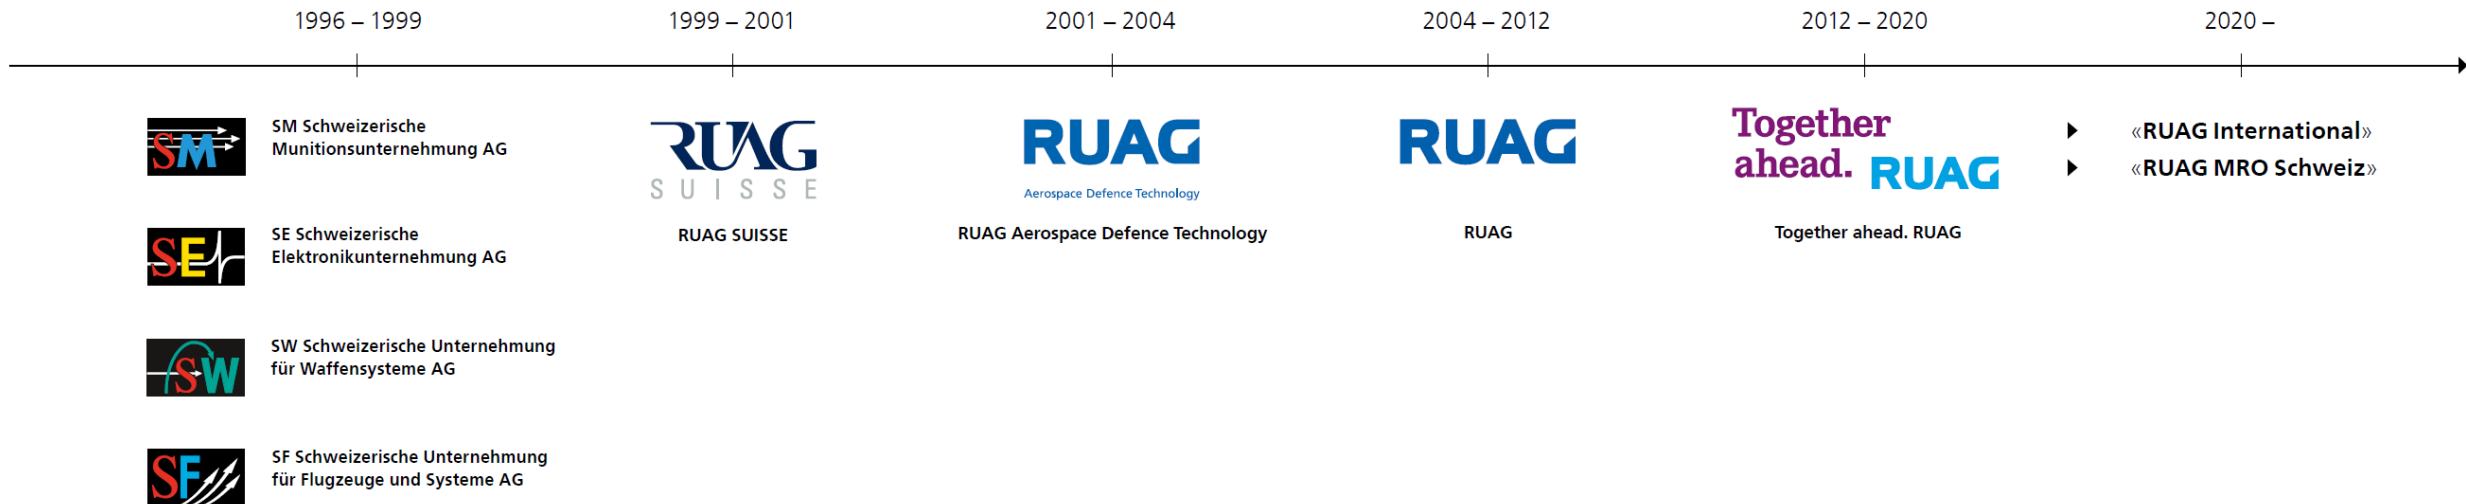 1996 – 1999
1999 – 2001
2001 – 2004
2004 – 2012
2012 – 2020
2020 –
SM
SM Schweizerische
Munitionsunternehmung AG
SE
SE Schweizerische
Elektronikunternehmung AG
SW
SW Schweizerische Unternehmung
für Waffensysteme AG
SF
SF Schweizerische Unternehmung
für Flugzeuge und Systeme AG
RUAG
SUISSE
RUAG SUISSE
RUAG
Aerospace Defence Technology
RUAG Aerospace Defence Technology
RUAG
RUAG
Together
ahead. RUAG
Together ahead. RUAG
«RUAG International»
«RUAG MRO Schweiz»